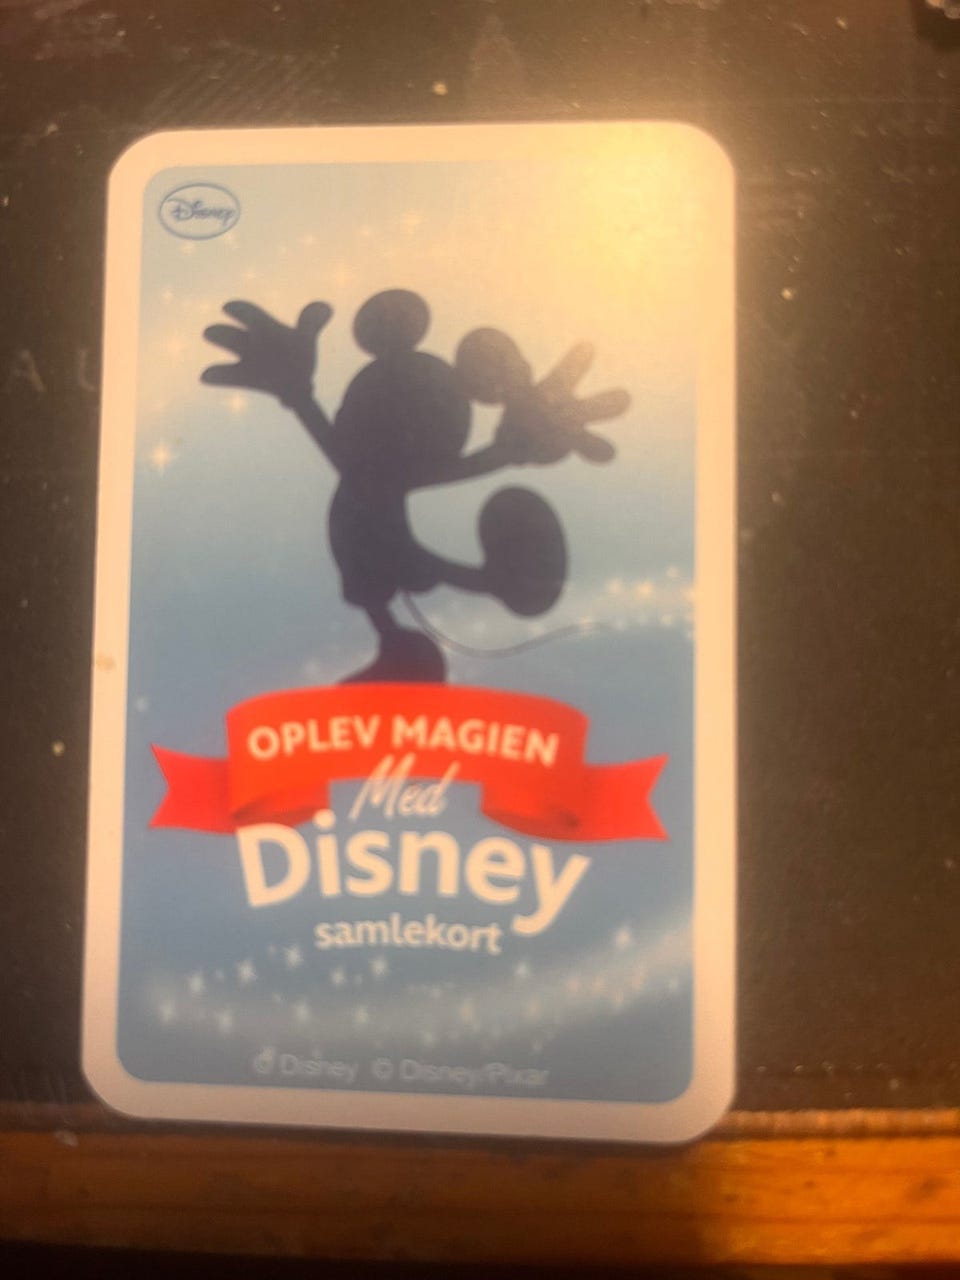 Disney
OPLEV MAGIEN
Med
Disney
samlekort
© Disney © Disney/Pixar